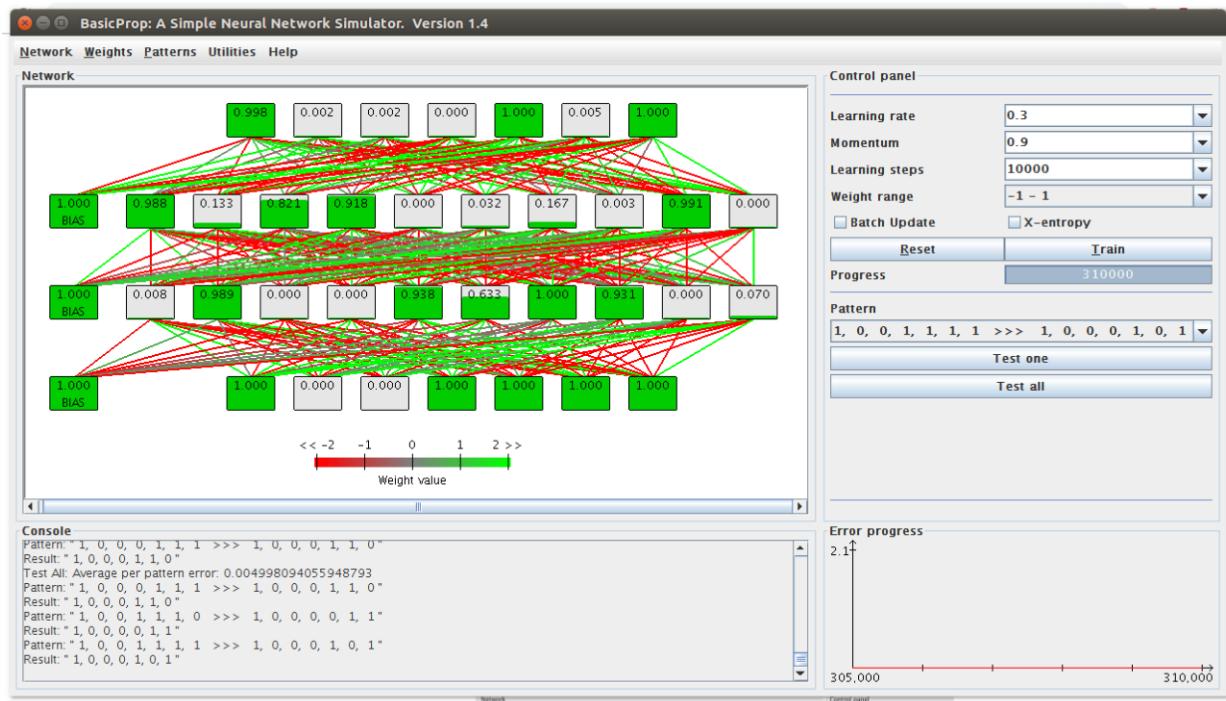 BasicProp: A Simple Neural Network Simulator. Version 1.4
Network Weights Patterns Utilities Help
Network
0.998 0.002 0.002 0.000 1.000 0.005 1.000
1.000 0.988 0.133 0.821 0.918 0.000 0.032 0.167 0.003 0.991 0.000
BIAS
1.000 0.008 0.989 0.000 0.000 0.938 0.633 1.000 0.931 0.000 0.070
BIAS
1.000 1.000 0.000 0.000 1.000 1.000 1.000 1.000
BIAS
<< -2 -1 0 1 2 >>
Weight value
Control panel
Learning rate 0.3
Momentum 0.9
Learning steps 10000
Weight range -1 - 1
Batch Update X-entropy
Reset Train
Progress 310000
Pattern
1, 0, 0, 1, 1, 1, 1 >>> 1, 0, 0, 0, 1, 0, 1
Test one
Test all
Console
Pattern: " 1, 0, 0, 0, 1, 1, 1 >>> 1, 0, 0, 0, 1, 1, 0 "
Result: " 1, 0, 0, 0, 1, 1, 0 "
Test All: Average per pattern error: 0.004998094055948793
Pattern: " 1, 0, 0, 0, 1, 1, 1 >>> 1, 0, 0, 0, 1, 1, 0 "
Result: " 1, 0, 0, 0, 1, 1, 0 "
Pattern: " 1, 0, 0, 1, 1, 1, 0 >>> 1, 0, 0, 0, 0, 1, 1 "
Result: " 1, 0, 0, 0, 0, 1, 1 "
Pattern: " 1, 0, 0, 1, 1, 1, 1 >>> 1, 0, 0, 0, 1, 0, 1 "
Result: " 1, 0, 0, 0, 1, 0, 1 "
Error progress
2.1
305,000 310,000
Network Control panel